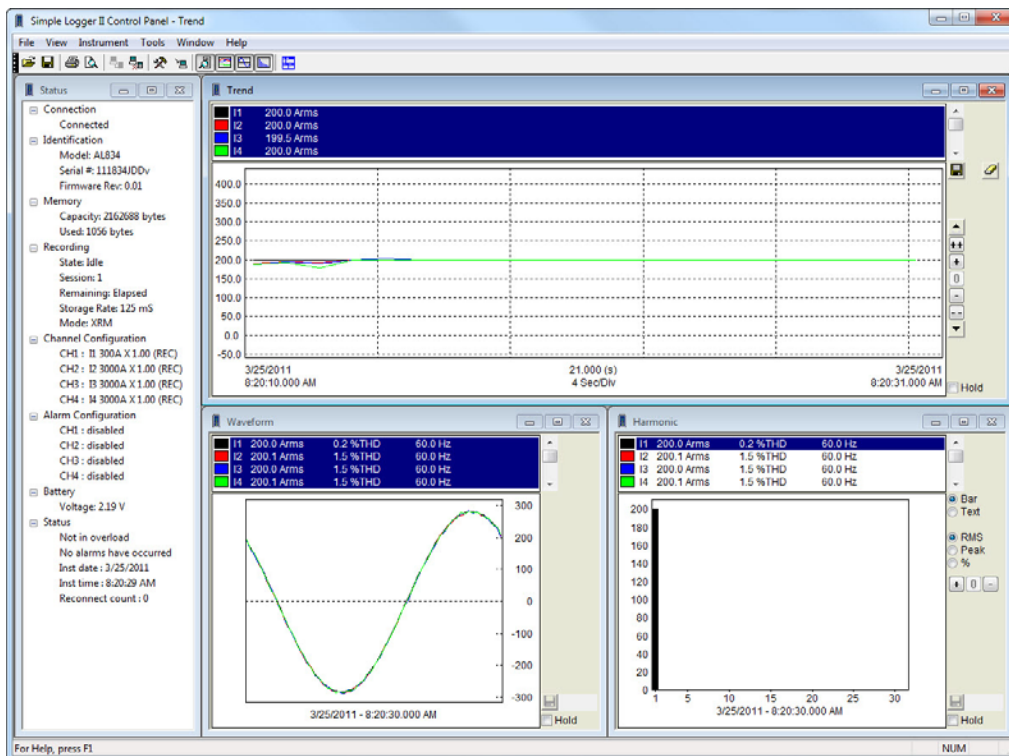 Simple Logger II Control Panel - Trend
File View Instrument Tools Window Help
Status
Connection
Connected
Identification
Model: AL834
Serial #: 111834JDDv
Firmware Rev: 0.01
Memory
Capacity: 2162688 bytes
Used: 1056 bytes
Recording
State: Idle
Session: 1
Remaining: Elapsed
Storage Rate: 125 mS
Mode: XRM
Channel Configuration
CH1 : I1 300A X 1.00 (REC)
CH2 : I2 3000A X 1.00 (REC)
CH3 : I3 3000A X 1.00 (REC)
CH4 : I4 3000A X 1.00 (REC)
Alarm Configuration
CH1 : disabled
CH2 : disabled
CH3 : disabled
CH4 : disabled
Battery
Voltage: 2.19 V
Status
Not in overload
No alarms have occurred
Inst date : 3/25/2011
Inst time : 8:20:29 AM
Reconnect count : 0
Trend
I1 200.0 Arms
I2 200.0 Arms
I3 199.5 Arms
I4 200.0 Arms
400.0
350.0
300.0
250.0
200.0
150.0
100.0
50.0
0.0
-50.0
++
+
0
-
--
3/25/2011 21.000 (s) 3/25/2011
8:20:10.000 AM 4 Sec/Div 8:20:31.000 AM
Hold
Waveform
I1 200.0 Arms 0.2 %THD 60.0 Hz
I2 200.1 Arms 1.5 %THD 60.0 Hz
I3 200.0 Arms 1.5 %THD 60.0 Hz
I4 200.1 Arms 1.5 %THD 60.0 Hz
300
200
100
0
-100
-200
-300
3/25/2011 - 8:20:30.000 AM
Hold
Harmonic
I1 200.0 Arms 0.2 %THD 60.0 Hz
I2 200.1 Arms 1.5 %THD 60.0 Hz
I3 200.0 Arms 1.5 %THD 60.0 Hz
I4 200.1 Arms 1.5 %THD 60.0 Hz
200
180
160
140
120
100
80
60
40
20
0
1 5 10 15 20 25 30
3/25/2011 - 8:20:30.000 AM
Bar
Text
RMS
Peak
%
+ 0 -
Hold
For Help, press F1
NUM